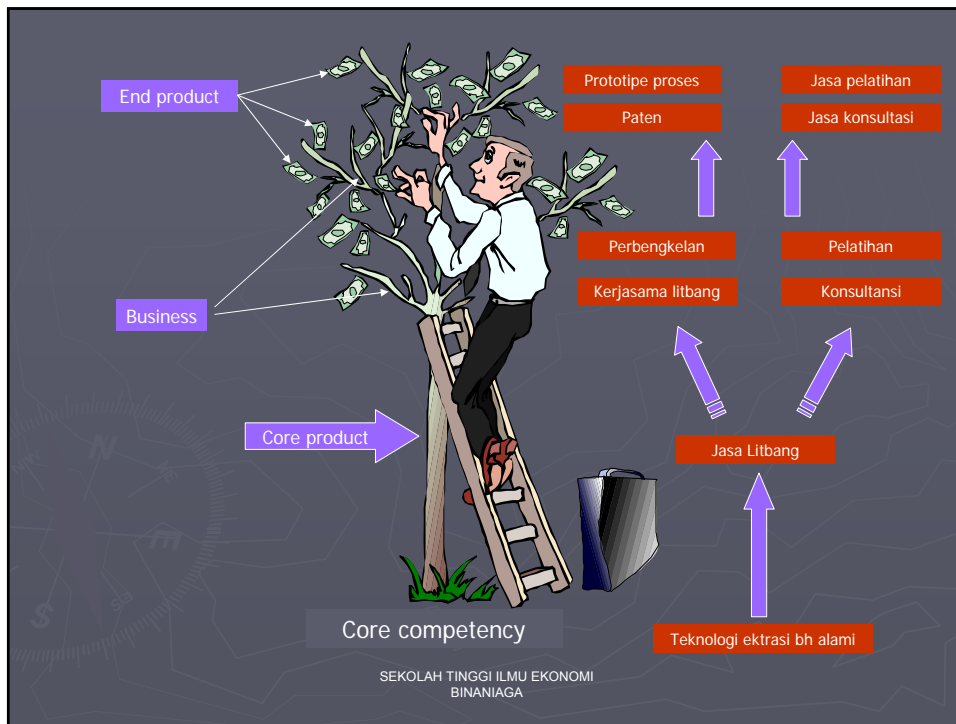 End product
Business
Core product
Core competency
Prototipe proses
Paten
Jasa pelatihan
Jasa konsultasi
Perbengkelan
Kerjasama litbang
Pelatihan
Konsultansi
Jasa Litbang
Teknologi ektrasi bh alami
SEKOLAH TINGGI ILMU EKONOMI
BINANIAGA
N
S